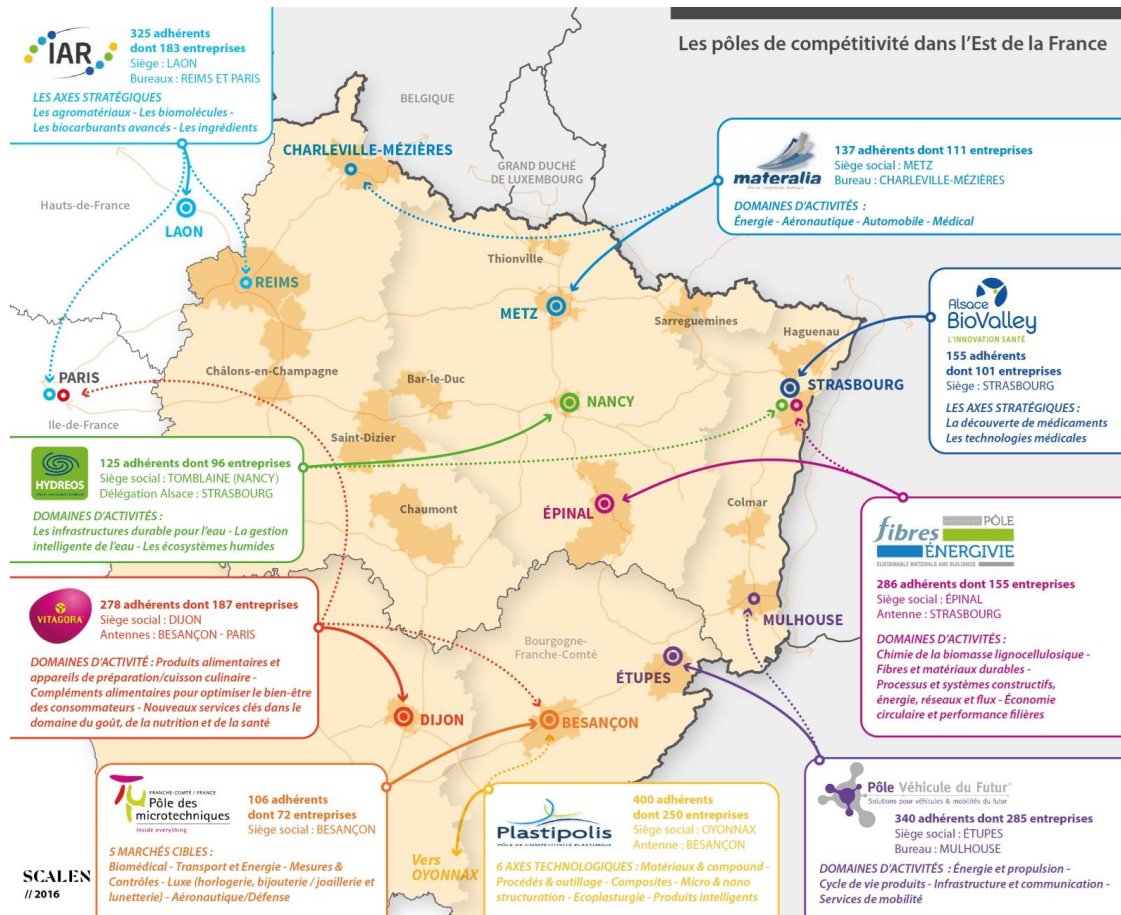 Les pôles de compétitivité dans l'Est de la France
IAR
325 adhérents
dont 183 entreprises
Siège : LAON
Bureaux : REIMS ET PARIS
LES AXES STRATÉGIQUES
Les agromatériaux - Les biomolécules -
Les biocarburants avancés - Les ingrédients
BELGIQUE
GRAND DUCHÉ
DE LUXEMBOURG
CHARLEVILLE-MÉZIÈRES
materalia
137 adhérents dont 111 entreprises
Siège social : METZ
Bureau : CHARLEVILLE-MÉZIÈRES
DOMAINES D'ACTIVITÉS :
Énergie - Aéronautique - Automobile - Médical
Hauts-de-France
LAON
REIMS
Thionville
METZ
Sarreguemines
Haguenau
Alsace
BioValley
L'INNOVATION SANTÉ
155 adhérents
dont 101 entreprises
Siège : STRASBOURG
LES AXES STRATÉGIQUES :
La découverte de médicaments
Les technologies médicales
PARIS
Ile-de-France
Châlons-en-Champagne
Bar-le-Duc
NANCY
STRASBOURG
Saint-Dizier
HYDREOS
125 adhérents dont 96 entreprises
Siège social : TOMBLAINE (NANCY)
Délégation Alsace : STRASBOURG
DOMAINES D'ACTIVITÉS :
Les infrastructures durable pour l'eau - La gestion
intelligente de l'eau - Les écosystèmes humides
Chaumont
ÉPINAL
Colmar
PÔLE
fibres
ÉNERGIVIE
SUSTAINABLE MATERIALS AND BUILDINGS
286 adhérents dont 155 entreprises
Siège social : ÉPINAL
Antenne : STRASBOURG
DOMAINES D'ACTIVITÉS :
Chimie de la biomasse lignocellulosique -
Fibres et matériaux durables -
Processus et systèmes constructifs,
énergie, réseaux et flux - Économie
circulaire et performance filières
VITAGORA
278 adhérents dont 187 entreprises
Siège social : DIJON
Antennes : BESANÇON - PARIS
DOMAINES D'ACTIVITÉ : Produits alimentaires et
appareils de préparation/cuisson culinaire -
Compléments alimentaires pour optimiser le bien-être
des consommateurs - Nouveaux services clés dans le
domaine du goût, de la nutrition et de la santé
MULHOUSE
Bourgogne-
Franche-Comté
ÉTUPES
DIJON
BESANÇON
FRANCHE-COMTÉ / FRANCE
Pôle des
microtechniques
Inside everything
106 adhérents
dont 72 entreprises
Siège social : BESANÇON
5 MARCHÉS CIBLES :
Biomédical - Transport et Energie - Mesures &
Contrôles - Luxe (horlogerie, bijouterie / joaillerie et
lunetterie) - Aéronautique/Défense
Vers
OYONNAX
Plastipolis
PÔLE DE COMPÉTITIVITÉ PLASTURGIE
400 adhérents
dont 250 entreprises
Siège social : OYONNAX
Antenne : BESANÇON
6 AXES TECHNOLOGIQUES : Matériaux & compound -
Procédés & outillage - Composites - Micro & nano
structuration - Ecoplasturgie - Produits intelligents
Pôle Véhicule du Futur
Solutions pour véhicules & mobilités du futur
340 adhérents dont 285 entreprises
Siège social : ÉTUPES
Bureau : MULHOUSE
DOMAINES D'ACTIVITÉS : Énergie et propulsion -
Cycle de vie produits - Infrastructure et communication -
Services de mobilité
SCALEN
// 2016